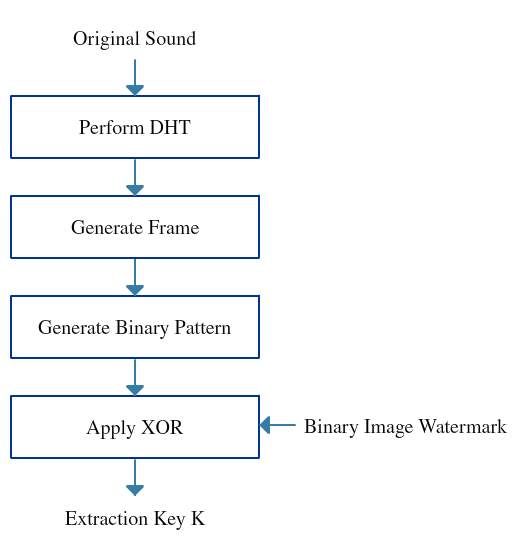 Original Sound
Perform DHT
Generate Frame
Generate Binary Pattern
Apply XOR
Binary Image Watermark
Extraction Key K